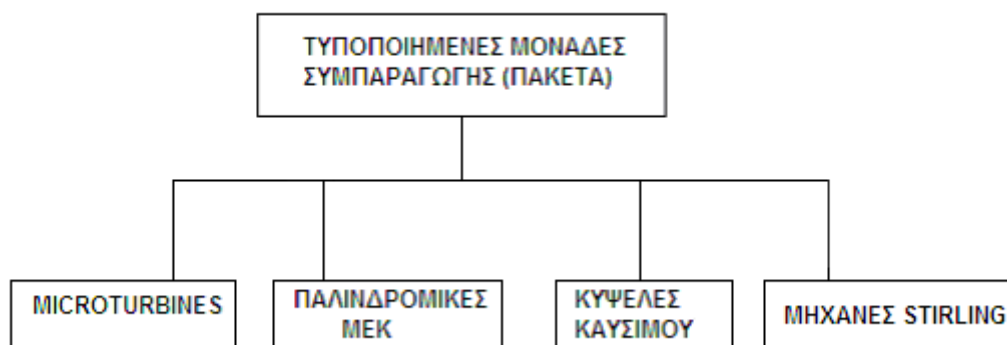 ΤΥΠΟΠΟΙΗΜΕΝΕΣ ΜΟΝΑΔΕΣ
ΣΥΜΠΑΡΑΓΩΓΗΣ (ΠΑΚΕΤΑ)
MICROTURBINES
ΠΑΛΙΝΔΡΟΜΙΚΕΣ
ΜΕΚ
ΚΥΨΕΛΕΣ
ΚΑΥΣΙΜΟΥ
ΜΗΧΑΝΕΣ STIRLING